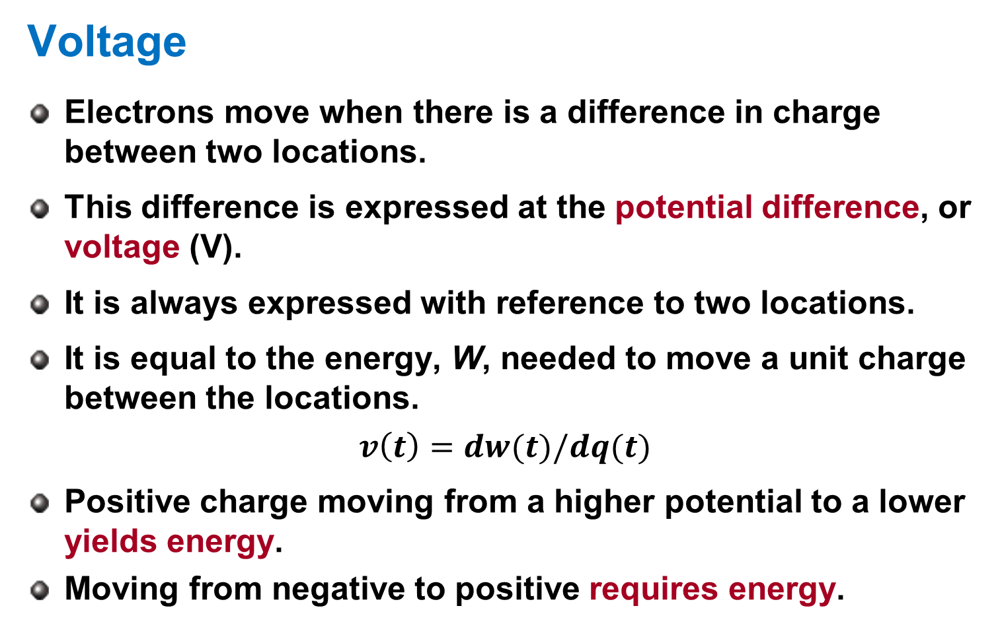 Voltage
Electrons move when there is a difference in charge
between two locations.
This difference is expressed at the potential difference, or
voltage (V).
It is always expressed with reference to two locations.
It is equal to the energy, W, needed to move a unit charge
between the locations.
v(t) = dw(t)/dq(t)
Positive charge moving from a higher potential to a lower
yields energy.
Moving from negative to positive requires energy.